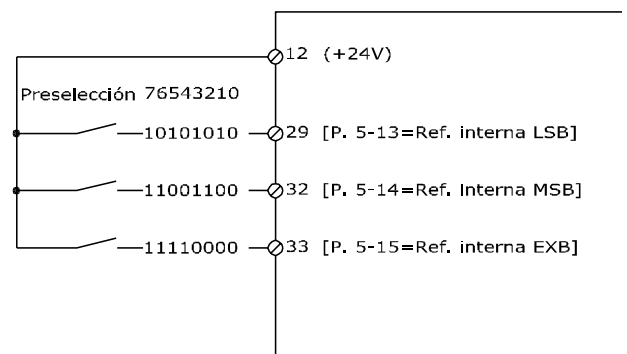 12 (+24V)
Preselección 76543210
10101010 29 [P. 5-13=Ref. interna LSB]
11001100 32 [P. 5-14=Ref. Interna MSB]
11110000 33 [P. 5-15=Ref. interna EXB]